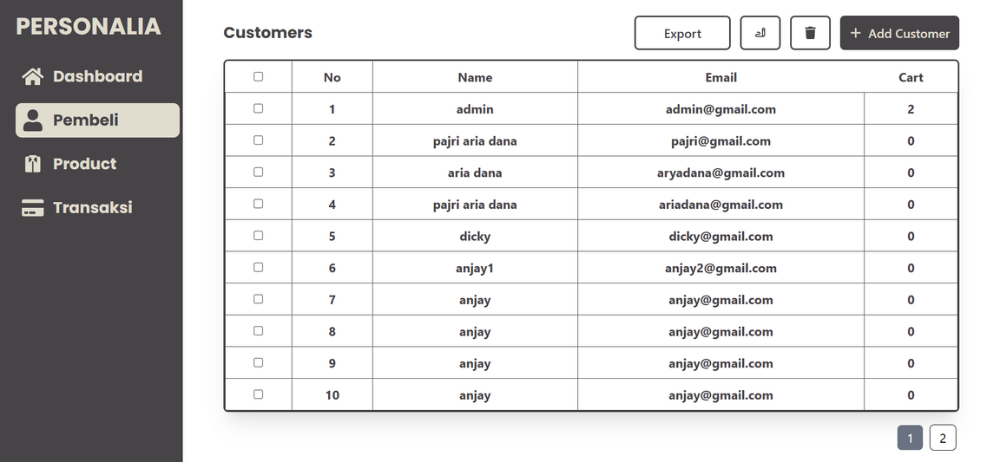 PERSONALIA
Dashboard
Pembeli
Product
Transaksi
Customers
Export
+ Add Customer
No Name Email Cart
1 admin admin@gmail.com 2
2 pajri aria dana pajri@gmail.com 0
3 aria dana aryadana@gmail.com 0
4 pajri aria dana ariadana@gmail.com 0
5 dicky dicky@gmail.com 0
6 anjay1 anjay2@gmail.com 0
7 anjay anjay@gmail.com 0
8 anjay anjay@gmail.com 0
9 anjay anjay@gmail.com 0
10 anjay anjay@gmail.com 0
1 2